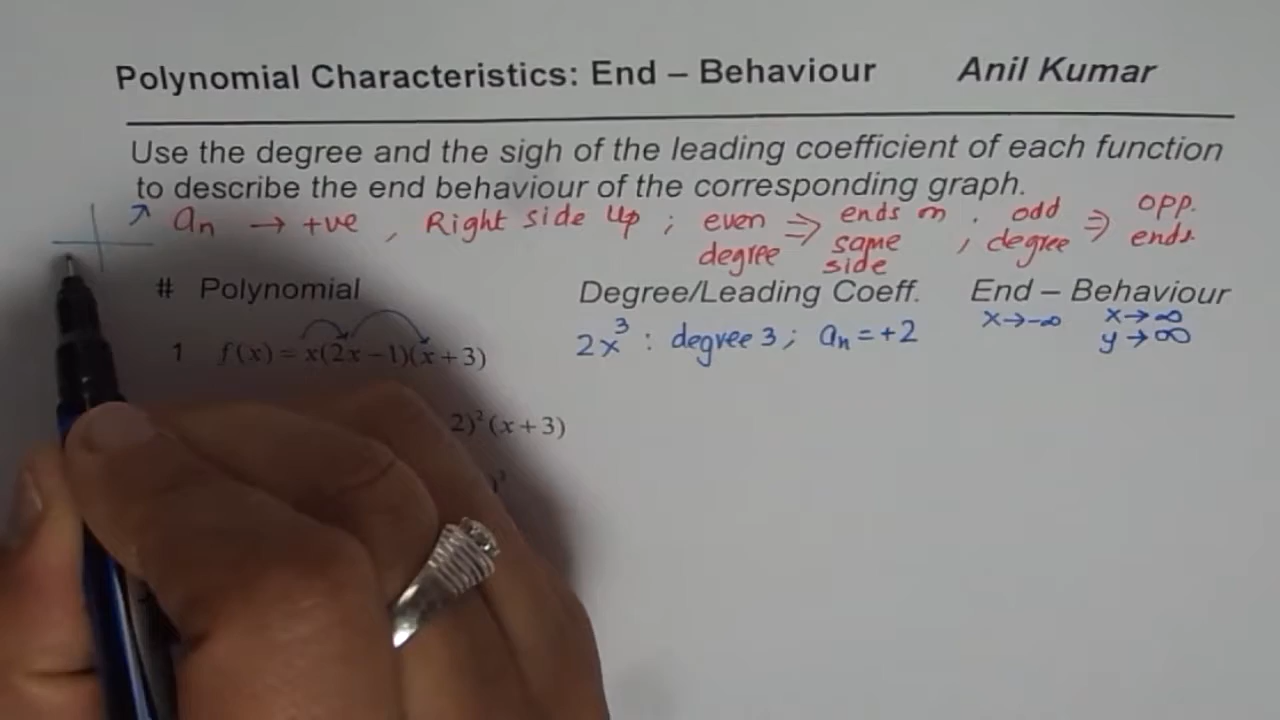 Polynomial Characteristics: End – Behaviour Anil Kumar
Use the degree and the sigh of the leading coefficient of each function
to describe the end behaviour of the corresponding graph.
an → +ve , Right side up ; even ⇒ ends on , odd ⇒ opp.
degree same degree ends.
side
# Polynomial Degree/Leading Coeff. End – Behaviour
x→-∞ x→∞
1 f(x) = x(2x − 1)(x + 3) 2x³ : degree 3 ; an = +2 y→∞
2)² (x + 3)
)³